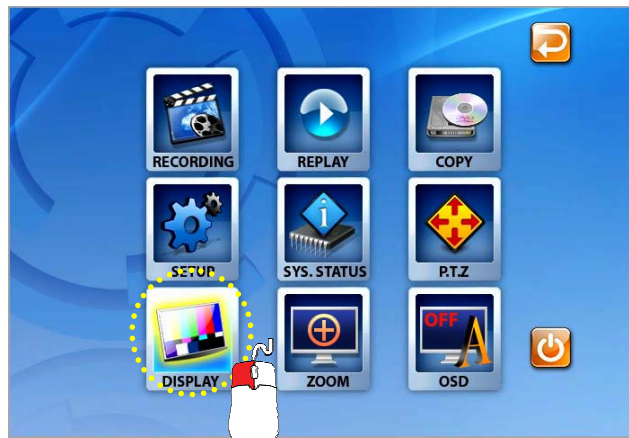 RECORDING
REPLAY
COPY
SETUP
SYS. STATUS
P.T.Z
DISPLAY
ZOOM
OFF
A
OSD